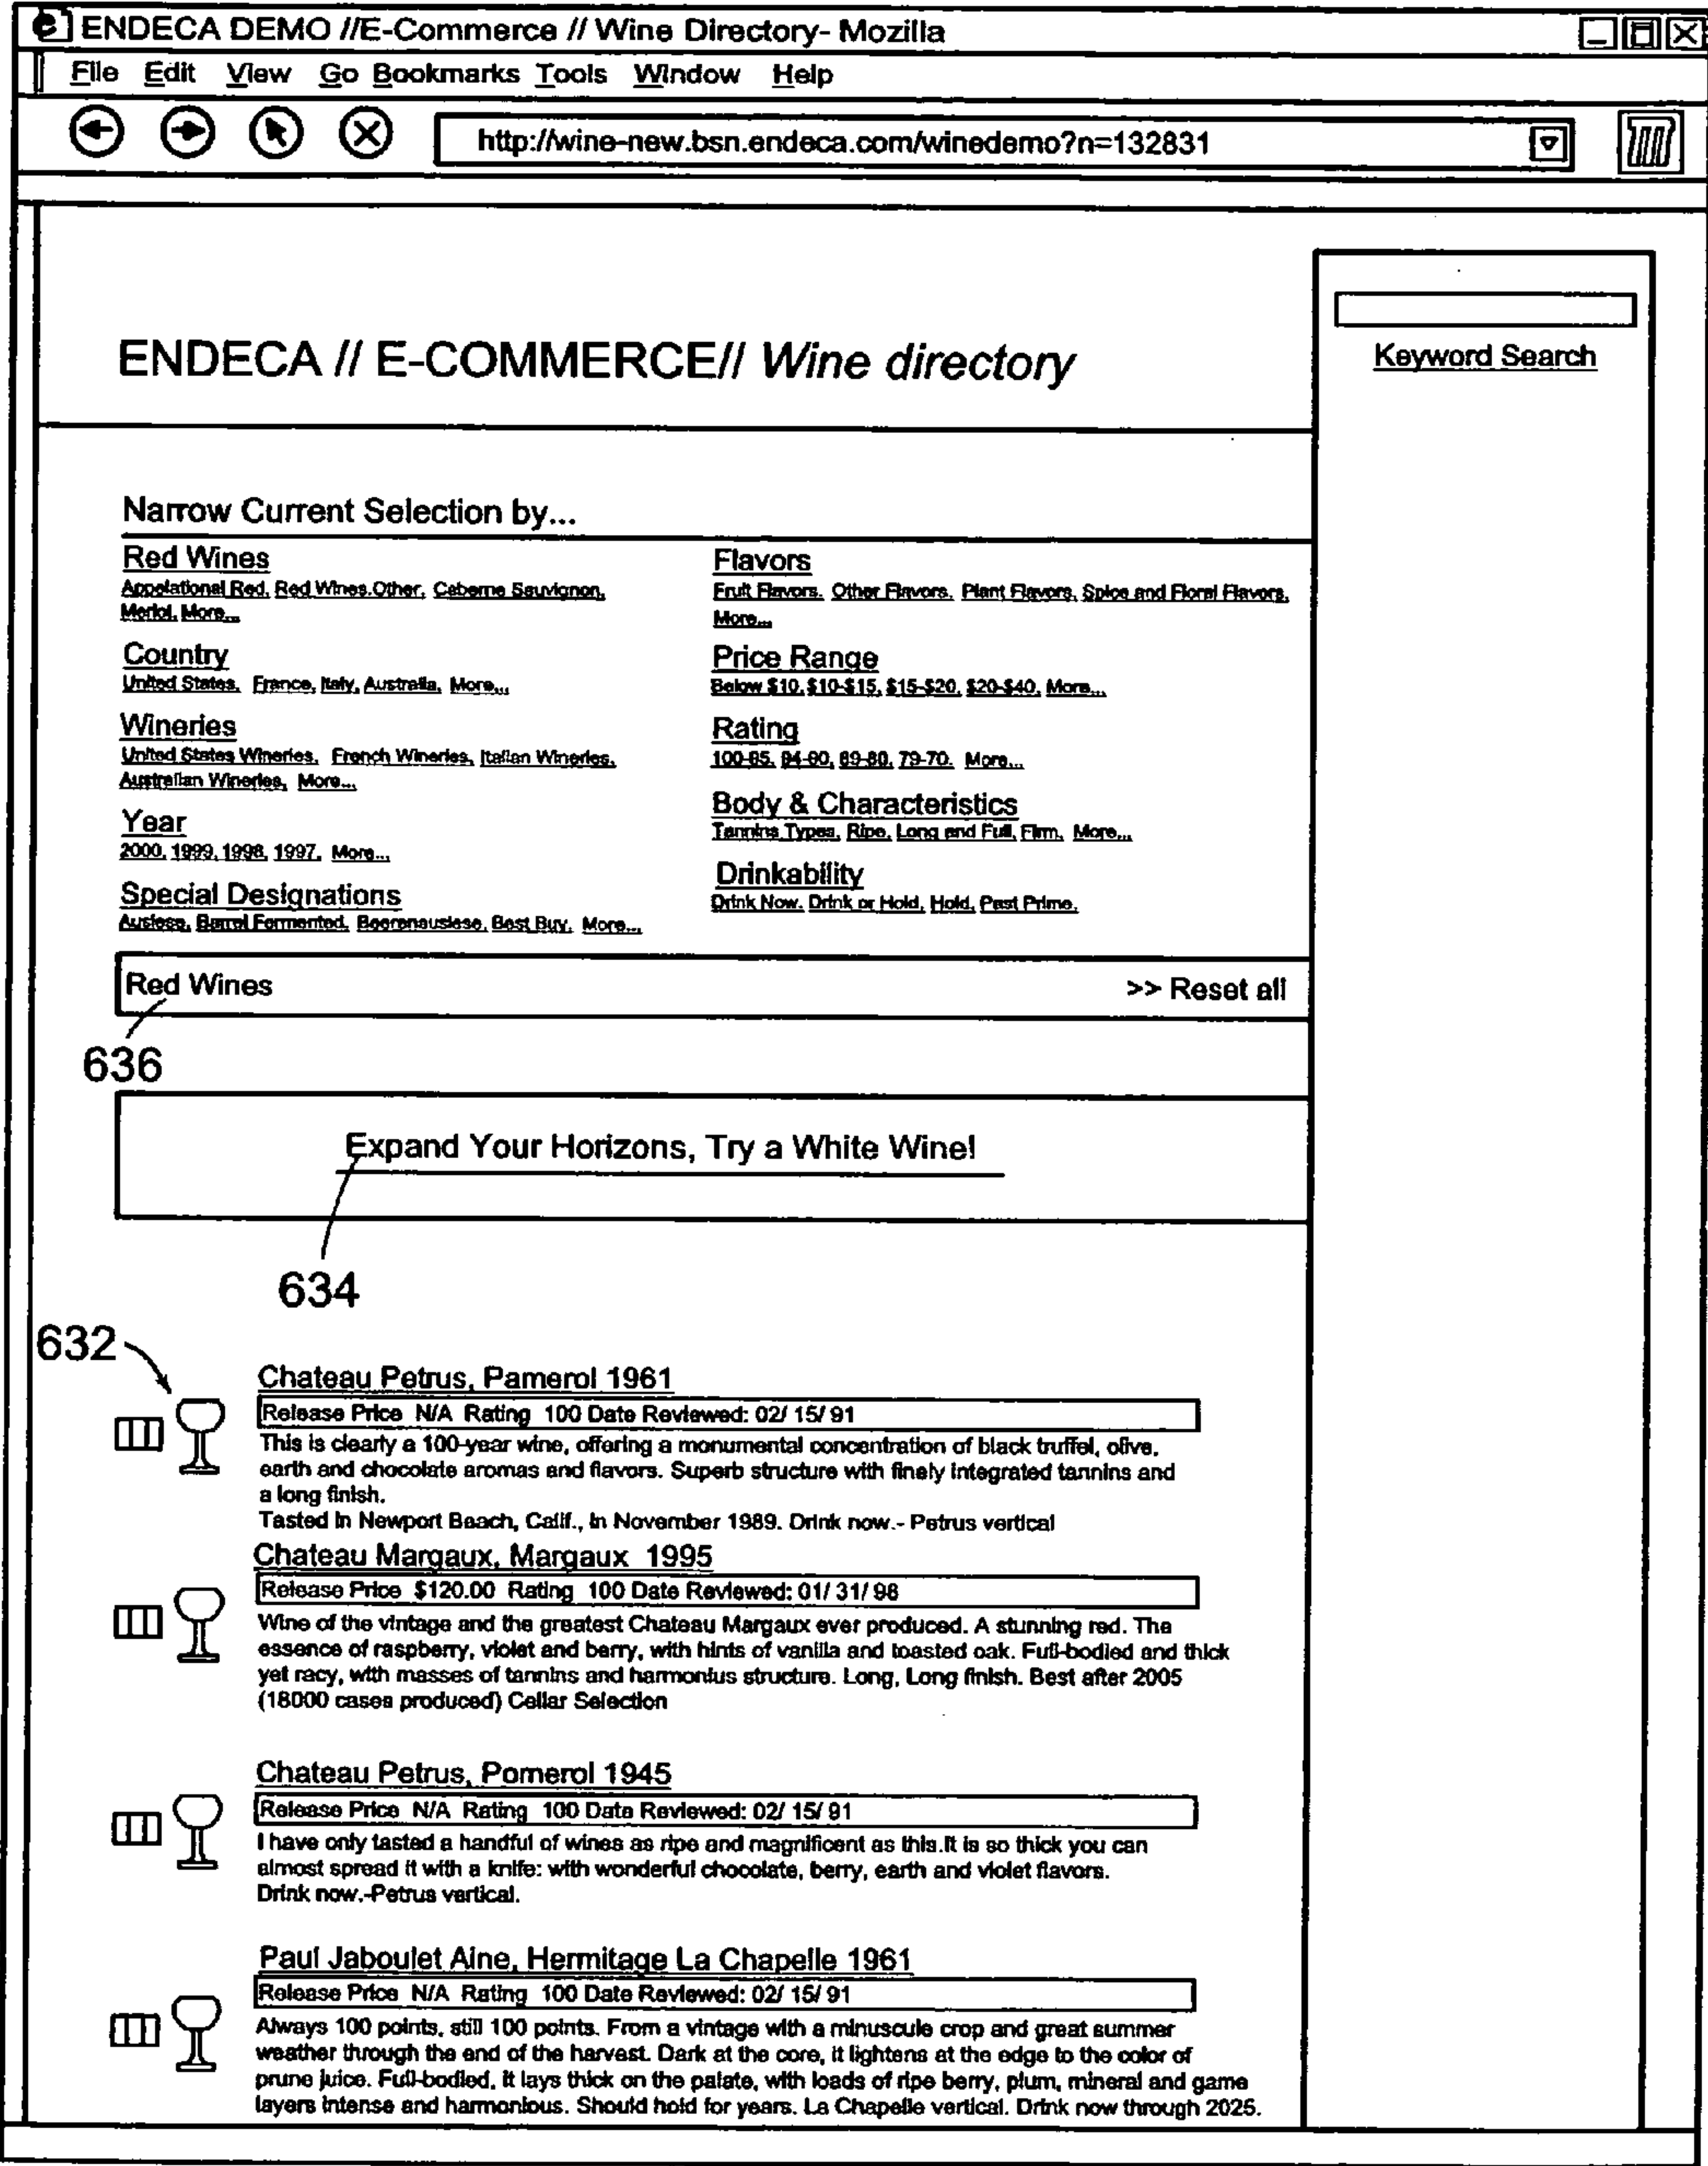 ENDECA DEMO //E-Commerce // Wine Directory- Mozilla
File Edit View Go Bookmarks Tools Window Help
http://wine-new.bsn.endeca.com/winedemo?n=132831
Keyword Search
ENDECA // E-COMMERCE// Wine directory
Narrow Current Selection by...
Red Wines
Appelational Red, Red Wines.Other, Caberne Sauvignon,
Merlot, More...
Country
United States, France, Italy, Australia, More...
Wineries
United States Wineries, French Wineries, Italian Wineries,
Australian Wineries, More...
Year
2000, 1999, 1998, 1997, More...
Special Designations
Auslese, Barrel Formented, Beerenauslese, Best Buy, More...
Flavors
Fruit Flavors, Other Flavors, Plant Flavors, Spice and Floral Flavors,
More...
Price Range
Below $10, $10-$15, $15-$20, $20-$40, More...
Rating
100-95, 94-90, 89-80, 79-70, More...
Body & Characteristics
Tannins Types, Ripe, Long and Full, Firm, More...
Drinkability
Drink Now, Drink or Hold, Hold, Past Prime,
Red Wines >> Reset all
636
Expand Your Horizons, Try a White Wine!
634
632
Chateau Petrus, Pamerol 1961
Release Price N/A Rating 100 Date Reviewed: 02/ 15/ 91
This is clearly a 100-year wine, offering a monumental concentration of black truffel, olive,
earth and chocolate aromas and flavors. Superb structure with finely integrated tannins and
a long finish.
Tasted in Newport Beach, Calif., in November 1989. Drink now.- Petrus vertical
Chateau Margaux, Margaux 1995
Release Price $120.00 Rating 100 Date Reviewed: 01/ 31/ 98
Wine of the vintage and the greatest Chateau Margaux ever produced. A stunning red. The
essence of raspberry, violet and berry, with hints of vanilla and toasted oak. Full-bodied and thick
yet racy, with masses of tannins and harmonius structure. Long, Long finish. Best after 2005
(18000 cases produced) Cellar Selection
Chateau Petrus, Pomerol 1945
Release Price N/A Rating 100 Date Reviewed: 02/ 15/ 91
I have only tasted a handful of wines as ripe and magnificent as this.It is so thick you can
almost spread it with a knife: with wonderful chocolate, berry, earth and violet flavors.
Drink now.-Petrus vertical.
Paul Jaboulet Aine, Hermitage La Chapelle 1961
Release Price N/A Rating 100 Date Reviewed: 02/ 15/ 91
Always 100 points, still 100 points. From a vintage with a minuscule crop and great summer
weather through the end of the harvest. Dark at the core, it lightens at the edge to the color of
prune juice. Full-bodied, it lays thick on the palate, with loads of ripe berry, plum, mineral and game
layers intense and harmonious. Should hold for years. La Chapelle vertical. Drink now through 2025.